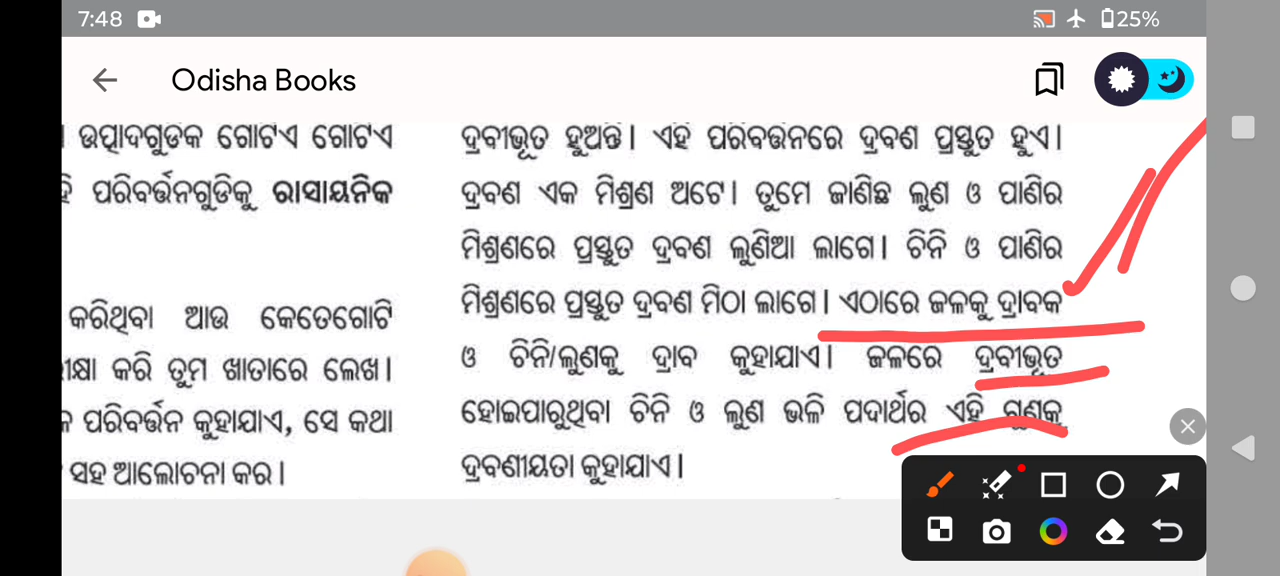 7:48
25%
Odisha Books
ଉତ୍ପାଦଗୁଡିକ ଗୋଟିଏ ଗୋଟିଏ
ପରିବର୍ତ୍ତନଗୁଡିକୁ ରାସାୟନିକ
କରିଥିବା ଆଉ କେତେଗୋଟି
କରି ତୁମ ଖାତାରେ ଲେଖ।
ପରିବର୍ତ୍ତନ କୁହାଯାଏ, ସେ କଥା
ସହ ଆଲୋଚନା କର।
ଦ୍ରବୀଭୂତ ହୁଅନ୍ତି। ଏହି ପରିବର୍ତ୍ତନରେ ଦ୍ରବଣ ପ୍ରସ୍ତୁତ ହୁଏ।
ଦ୍ରବଣ ଏକ ମିଶ୍ରଣ ଅଟେ। ତୁମେ ଜାଣିଛ ଲୁଣ ଓ ପାଣିର
ମିଶ୍ରଣରେ ପ୍ରସ୍ତୁତ ଦ୍ରବଣ ଲୁଣିଆ ଲାଗେ। ଚିନି ଓ ପାଣିର
ମିଶ୍ରଣରେ ପ୍ରସ୍ତୁତ ଦ୍ରବଣ ମିଠା ଲାଗେ। ଏଠାରେ ଜଳକୁ ଦ୍ରାବକ
ଓ ଚିନି/ଲୁଣକୁ ଦ୍ରାବ କୁହାଯାଏ। ଜଳରେ ଦ୍ରବୀଭୂତ
ହୋଇପାରୁଥିବା ଚିନି ଓ ଲୁଣ ଭଳି ପଦାର୍ଥର ଏହି ଗୁଣକୁ
ଦ୍ରବଣୀୟତା କୁହାଯାଏ।